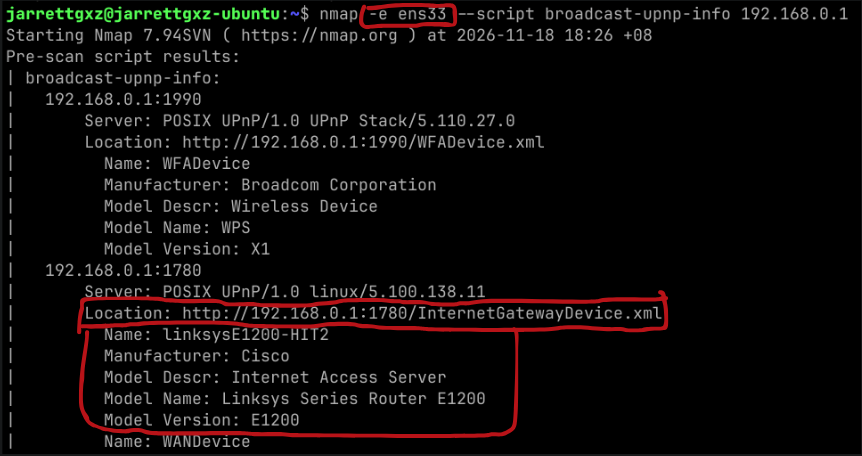 jarrettgxz@jarrettgxz-ubuntu:~$ nmap -e ens33 --script broadcast-upnp-info 192.168.0.1
Starting Nmap 7.94SVN ( https://nmap.org ) at 2026-11-18 18:26 +08
Pre-scan script results:
| broadcast-upnp-info:
|   192.168.0.1:1990
|       Server: POSIX UPnP/1.0 UPnP Stack/5.110.27.0
|       Location: http://192.168.0.1:1990/WFADevice.xml
|         Name: WFADevice
|         Manufacturer: Broadcom Corporation
|         Model Descr: Wireless Device
|         Model Name: WPS
|         Model Version: X1
|   192.168.0.1:1780
|       Server: POSIX UPnP/1.0 linux/5.100.138.11
|       Location: http://192.168.0.1:1780/InternetGatewayDevice.xml
|         Name: linksysE1200-HIT2
|         Manufacturer: Cisco
|         Model Descr: Internet Access Server
|         Model Name: Linksys Series Router E1200
|         Model Version: E1200
|         Name: WANDevice